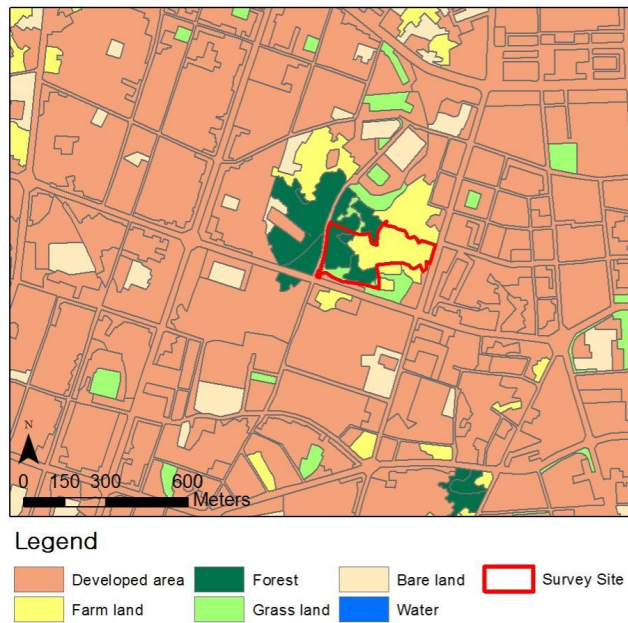 N
0 150 300 600
Meters
Legend
Developed area Forest Bare land Survey Site
Farm land Grass land Water